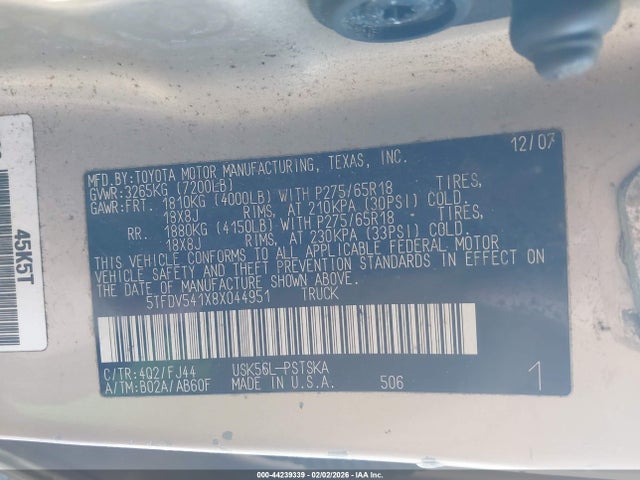 12/07
MFD.BY:TOYOTA MOTOR MANUFACTURING, TEXAS, INC.
GVWR:3265KG (7200LB)
GAWR:FRT. 1810KG (4000LB) WITH P275/65R18 TIRES,
18X8J RIMS, AT 210KPA (30PSI) COLD.
RR. 1880KG (4150LB) WITH P275/65R18 TIRES,
18X8J RIMS, AT 230KPA (33PSI) COLD.
THIS VEHICLE CONFORMS TO ALL APPLICABLE FEDERAL MOTOR
VEHICLE SAFETY AND THEFT PREVENTION STANDARDS IN EFFECT
ON THE DATE OF MANUFACTURE SHOWN ABOVE.
5TFDV541X8X044951 TRUCK
C/TR:4Q2/FJ44 USK56L-PSTSKA
A/TM:B02A/AB60F MADE IN U.S.A. 506 1
45K5T
000-44239339 - 02/02/2026 - IAA Inc.